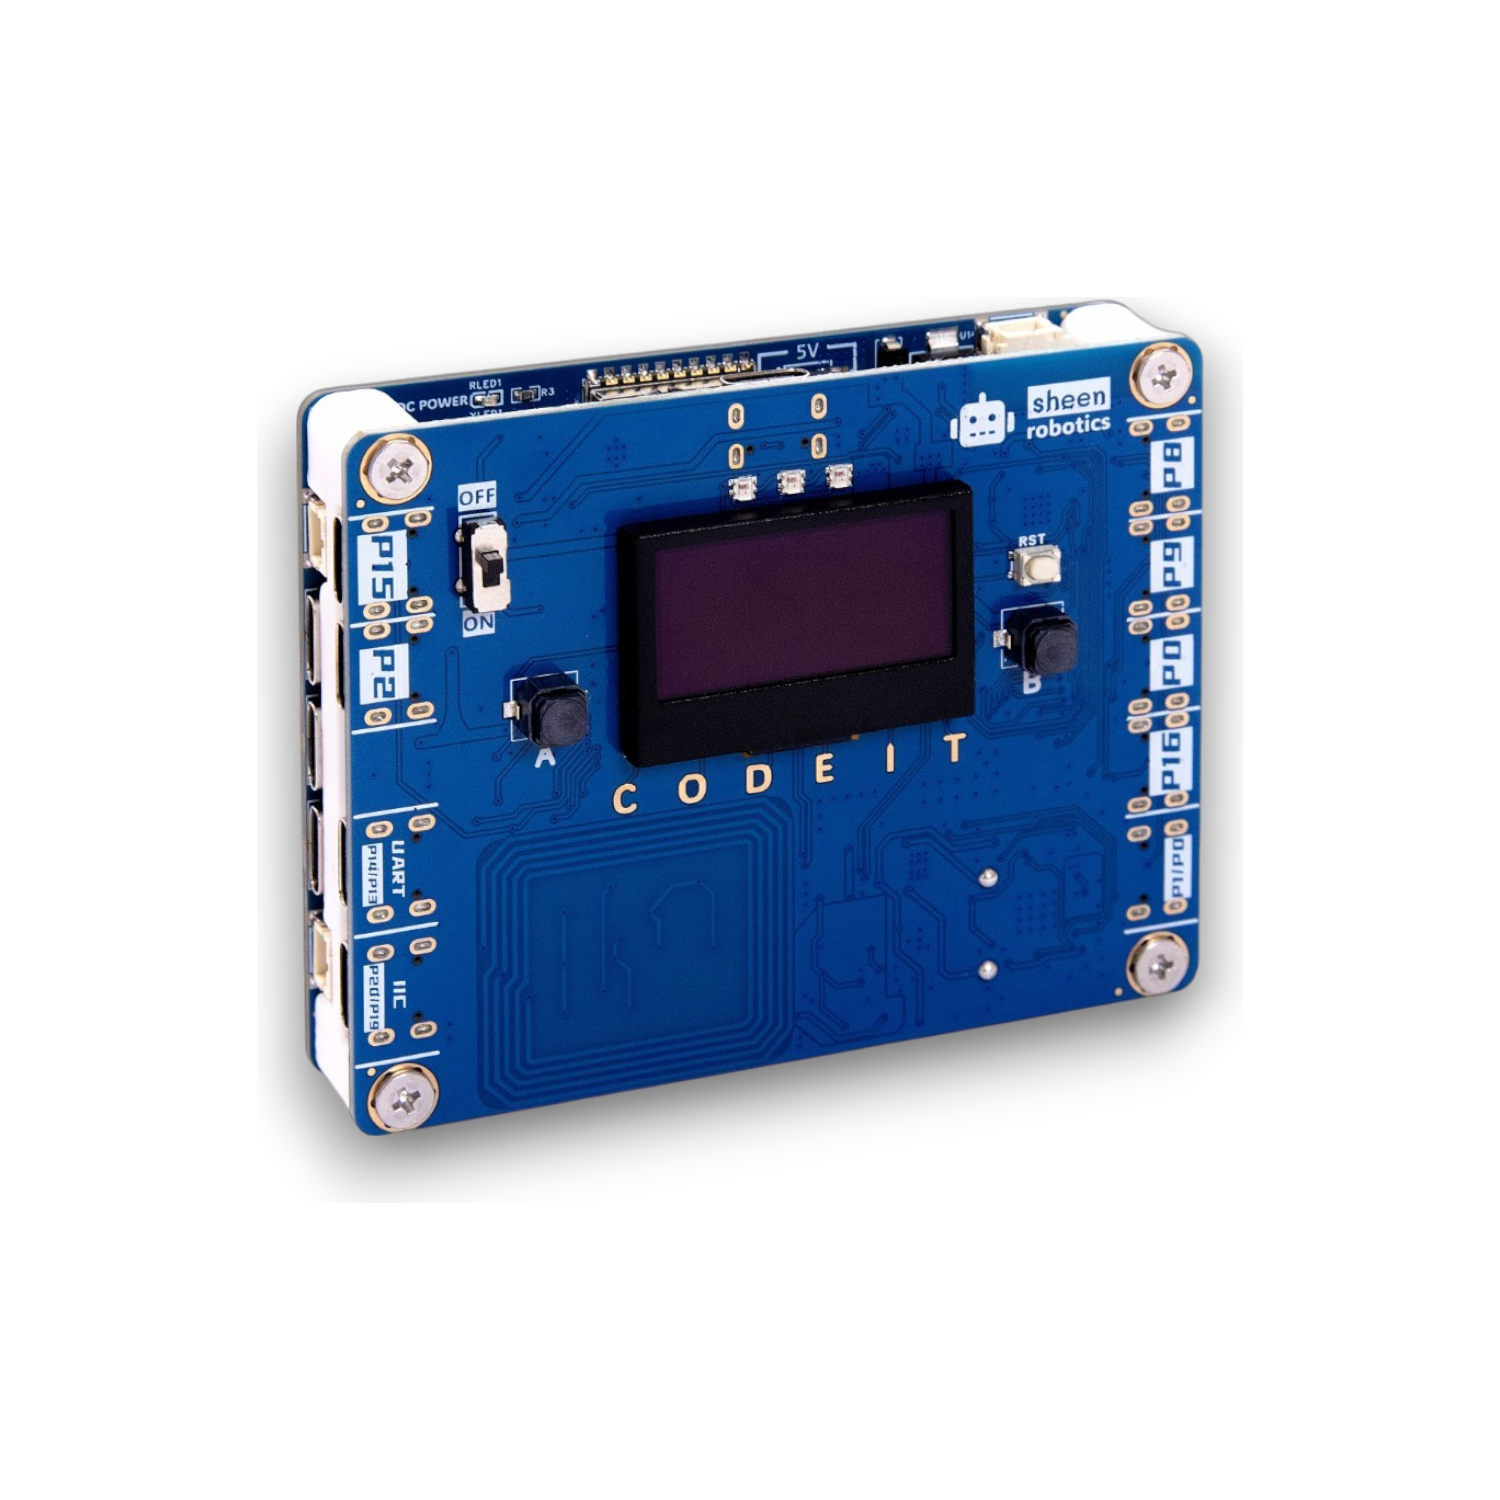 5V
RLED1
DC POWER
R3
sheen
robotics
OFF
ON
P15
P2
UART
P14/P13
IIC
P20/P19
RST
A
B
CODEIT
P8
P9
P0
P16
P1/P0